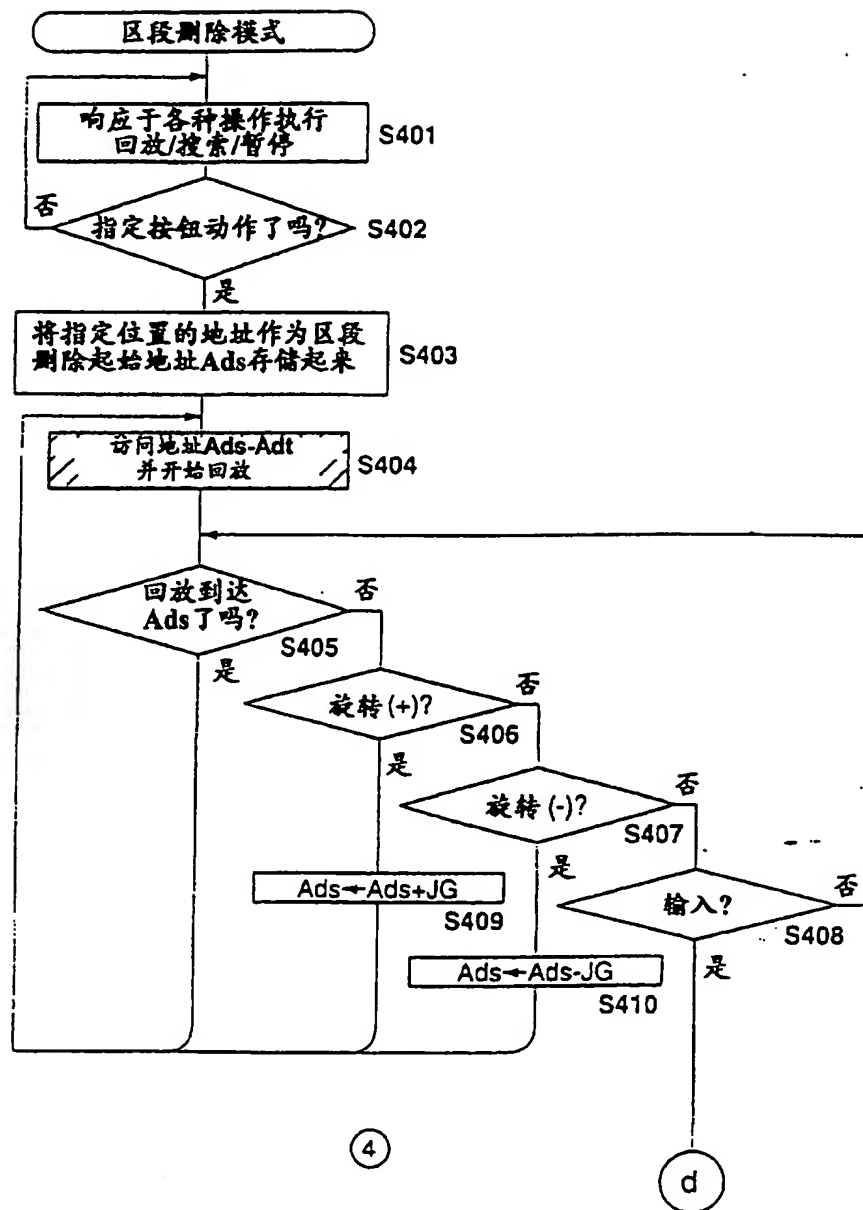 区段删除模式
响应于各种操作执行
回放/搜索/暂停
S401
否
指定按钮动作了吗?
S402
是
将指定位置的地址作为区段
删除起始地址Ads存储起来
S403
访问地址Ads-Adt
并开始回放
S404
回放到达
Ads了吗?
否
S405
是
旋转(+)?
否
S406
是
旋转(-)?
否
S407
是
Ads←Ads+JG
S409
输入?
否
S408
是
Ads←Ads-JG
S410
4
d